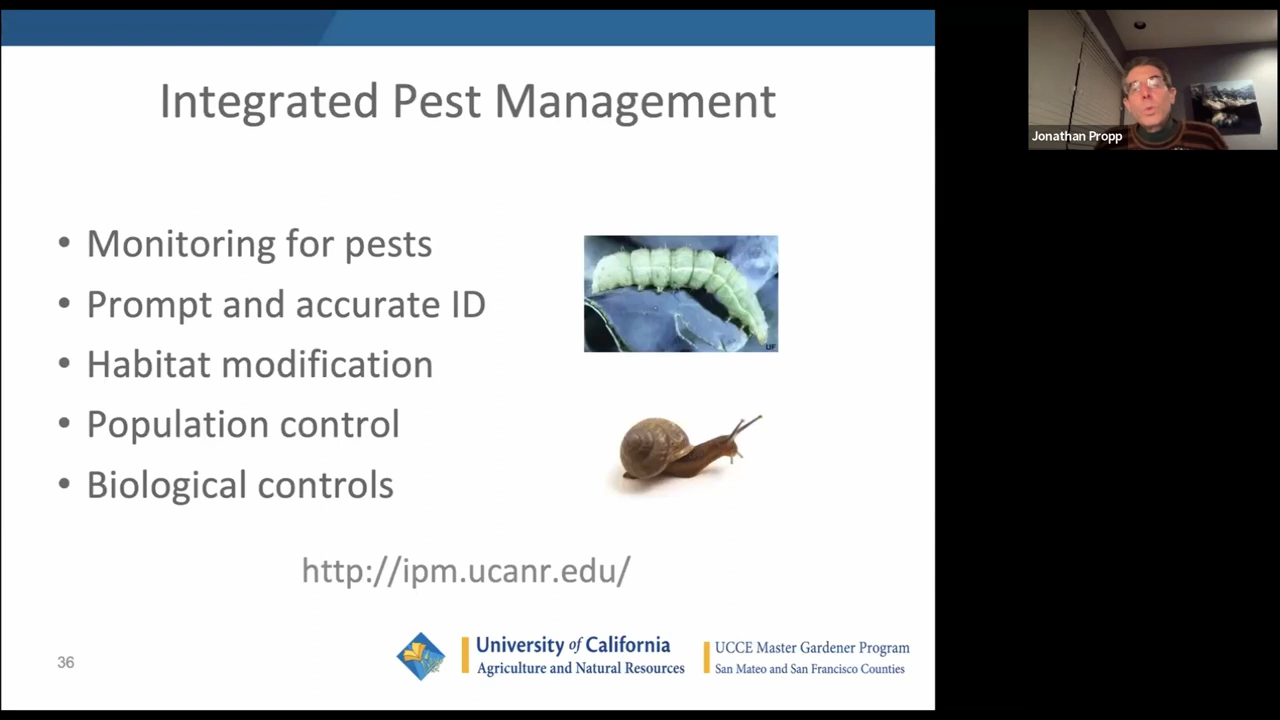 Integrated Pest Management
• Monitoring for pests
• Prompt and accurate ID
• Habitat modification
• Population control
• Biological controls
UF
http://ipm.ucanr.edu/
36
University of California
Agriculture and Natural Resources
UCCE Master Gardener Program
San Mateo and San Francisco Counties
Jonathan Propp